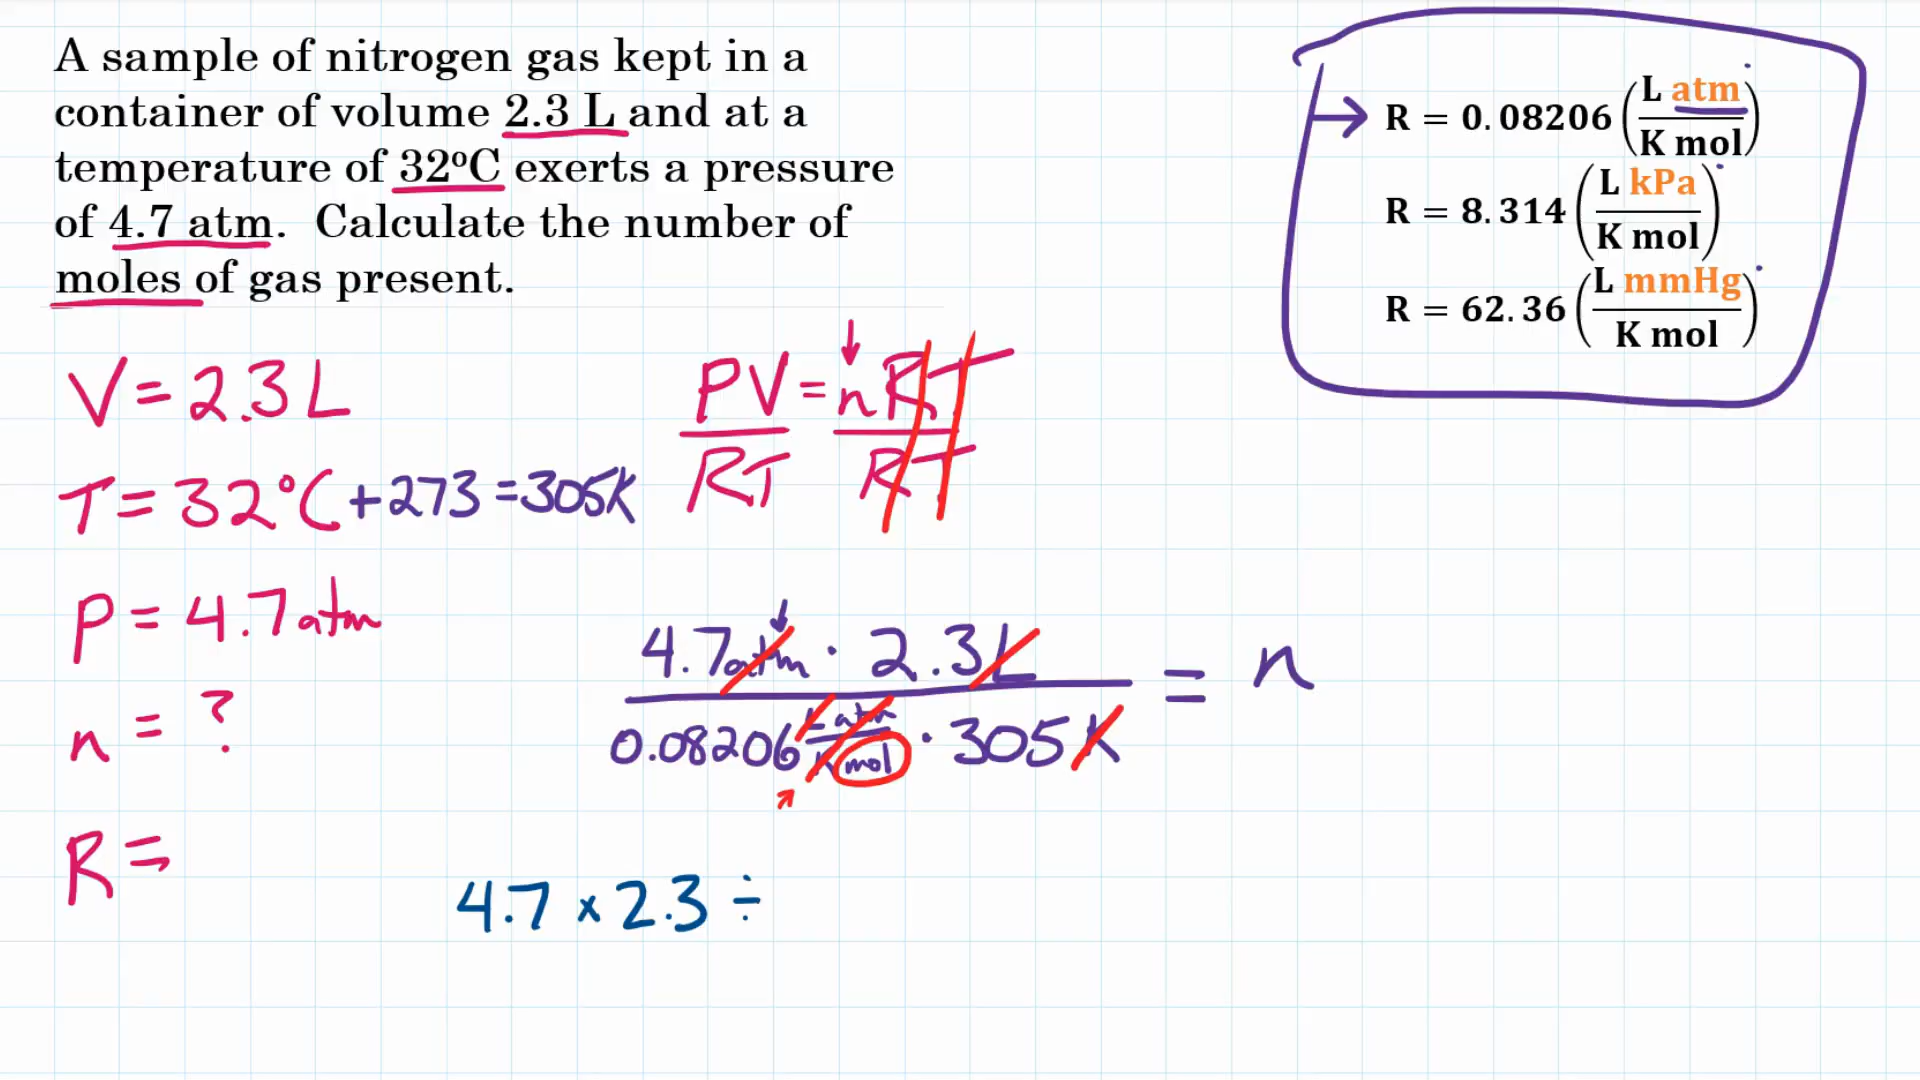 A sample of nitrogen gas kept in a
container of volume 2.3 L and at a
temperature of 32ºC exerts a pressure
of 4.7 atm.  Calculate the number of
moles of gas present.
R = 0.08206 (L atm / K mol)
R = 8.314 (L kPa / K mol)
R = 62.36 (L mmHg / K mol)
V = 2.3 L
T = 32°C + 273 = 305K
P = 4.7 atm
n = ?
R =
PV = nRT
RT RT
4.7 atm · 2.3 L
0.08206 L atm / K mol · 305 K
= n
4.7 × 2.3 ÷